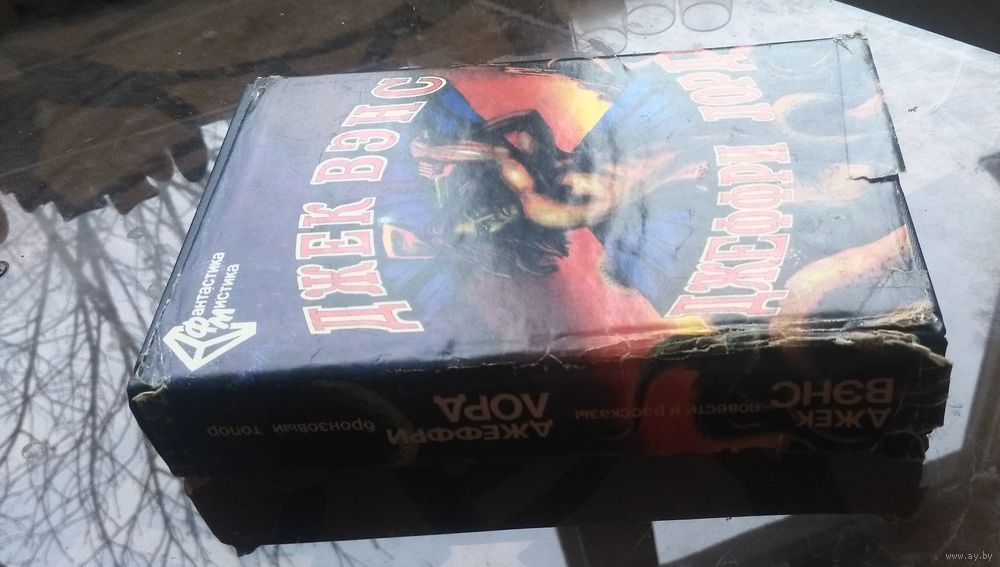 ДЖЕК ВЭНС
ДЖЕФФРИ ЛОРД
Фантастика
Мистика
ДЖЕК
ВЭНС
повести и рассказы
ДЖЕФФРИ
ЛОРД
бронзовый топор
www.ay.by